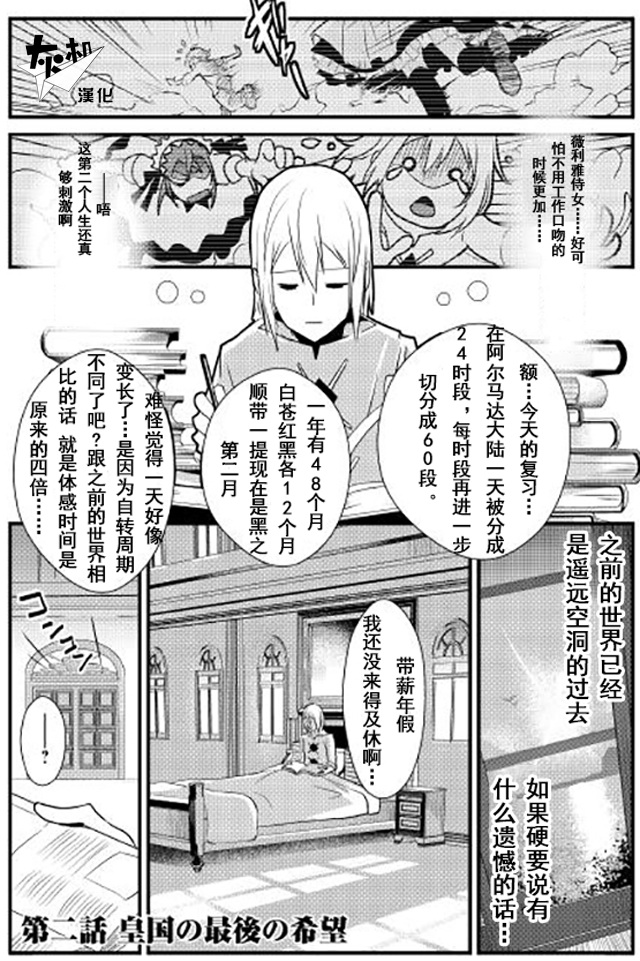 灰机
漢化
薇利雅侍女……好可
怕不用工作口吻的
时候更加……
——唔
这第二个人生还真
够刺激啊
额…今天的复习…
在阿尔马达大陆一天被分成
24时段，每时段再进一步
切分成60段。
一年有48个月
白苍红黑各12个月
顺带一提现在是黑之
第二月
难怪觉得一天好像
变长了…是因为自转周期
不同了吧？跟之前的世界相
比的话 就是体感时间是
原来的四倍……
之前的世界已经
是遥远空洞的过去
如果硬要说有
什么遗憾的话…
带薪年假
我还没来得及休啊…
コンコン
——？
第二話 皇国の最後の希望